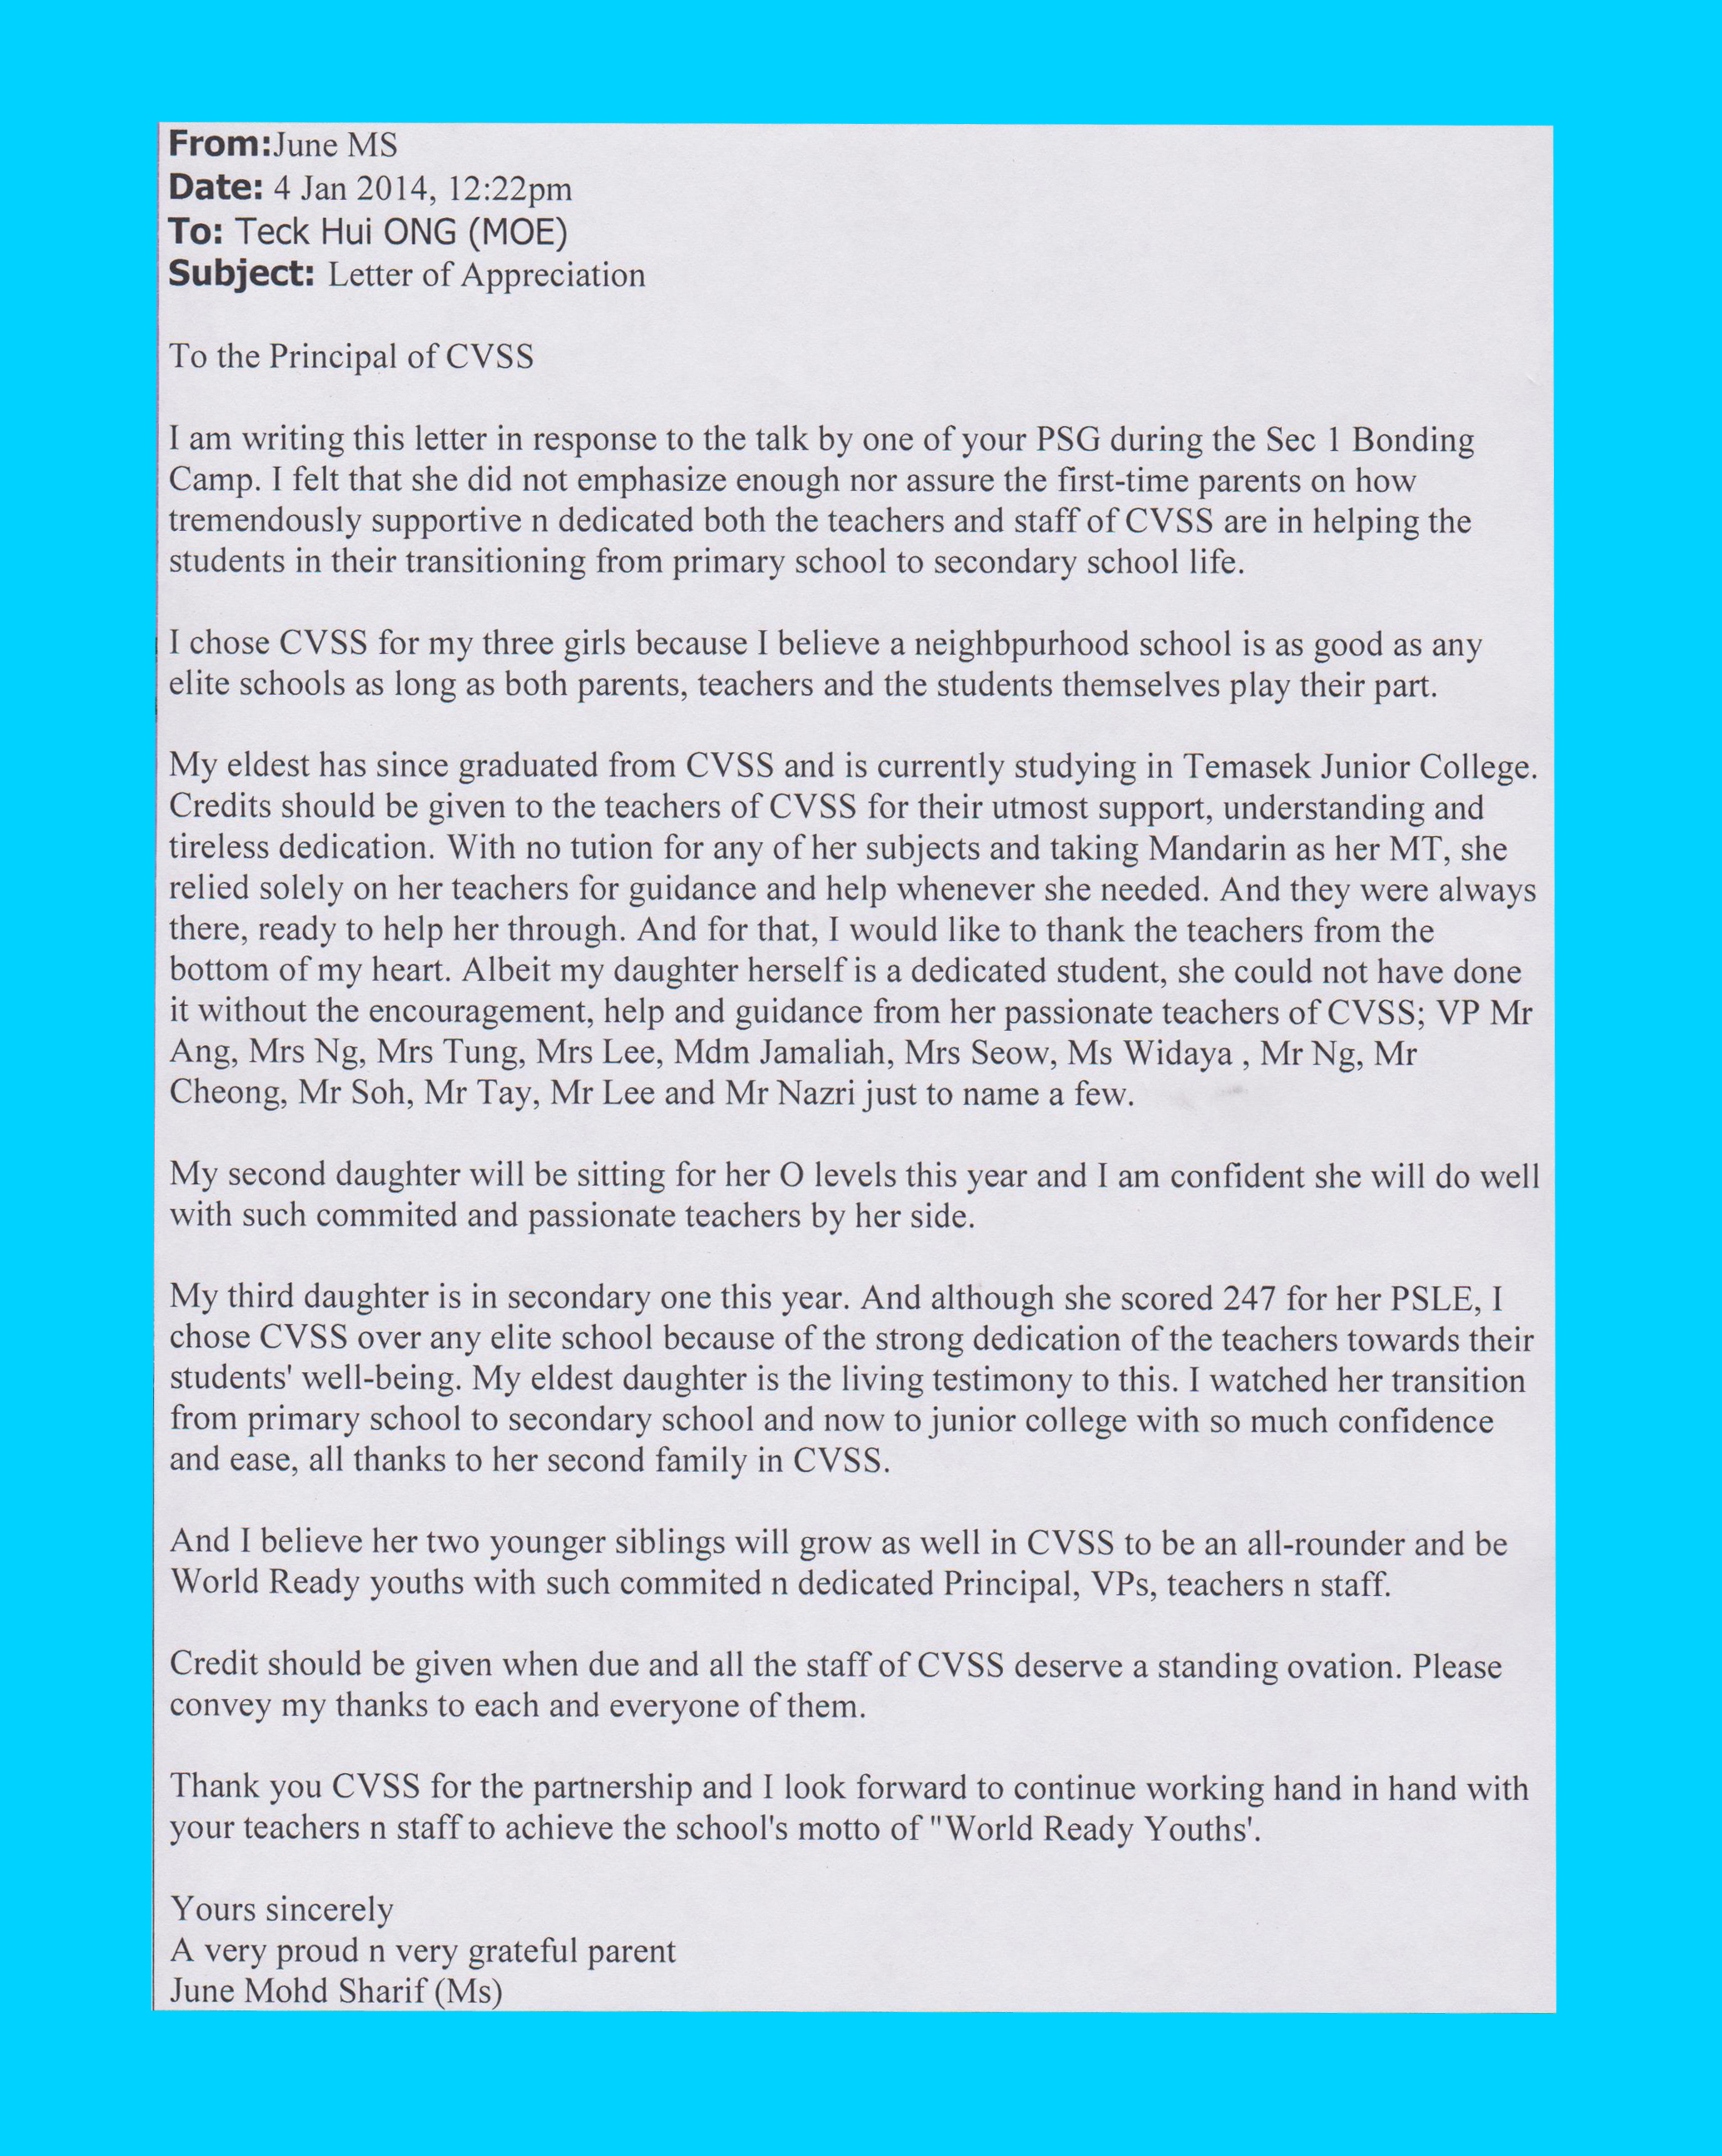 From:June MS
Date: 4 Jan 2014, 12:22pm
To: Teck Hui ONG (MOE)
Subject: Letter of Appreciation
To the Principal of CVSS
I am writing this letter in response to the talk by one of your PSG during the Sec 1 Bonding
Camp. I felt that she did not emphasize enough nor assure the first-time parents on how
tremendously supportive n dedicated both the teachers and staff of CVSS are in helping the
students in their transitioning from primary school to secondary school life.
I chose CVSS for my three girls because I believe a neighbpurhood school is as good as any
elite schools as long as both parents, teachers and the students themselves play their part.
My eldest has since graduated from CVSS and is currently studying in Temasek Junior College.
Credits should be given to the teachers of CVSS for their utmost support, understanding and
tireless dedication. With no tution for any of her subjects and taking Mandarin as her MT, she
relied solely on her teachers for guidance and help whenever she needed. And they were always
there, ready to help her through. And for that, I would like to thank the teachers from the
bottom of my heart. Albeit my daughter herself is a dedicated student, she could not have done
it without the encouragement, help and guidance from her passionate teachers of CVSS; VP Mr
Ang, Mrs Ng, Mrs Tung, Mrs Lee, Mdm Jamaliah, Mrs Seow, Ms Widaya , Mr Ng, Mr
Cheong, Mr Soh, Mr Tay, Mr Lee and Mr Nazri just to name a few.
My second daughter will be sitting for her O levels this year and I am confident she will do well
with such commited and passionate teachers by her side.
My third daughter is in secondary one this year. And although she scored 247 for her PSLE, I
chose CVSS over any elite school because of the strong dedication of the teachers towards their
students' well-being. My eldest daughter is the living testimony to this. I watched her transition
from primary school to secondary school and now to junior college with so much confidence
and ease, all thanks to her second family in CVSS.
And I believe her two younger siblings will grow as well in CVSS to be an all-rounder and be
World Ready youths with such commited n dedicated Principal, VPs, teachers n staff.
Credit should be given when due and all the staff of CVSS deserve a standing ovation. Please
convey my thanks to each and everyone of them.
Thank you CVSS for the partnership and I look forward to continue working hand in hand with
your teachers n staff to achieve the school's motto of "World Ready Youths'.
Yours sincerely
A very proud n very grateful parent
June Mohd Sharif (Ms)